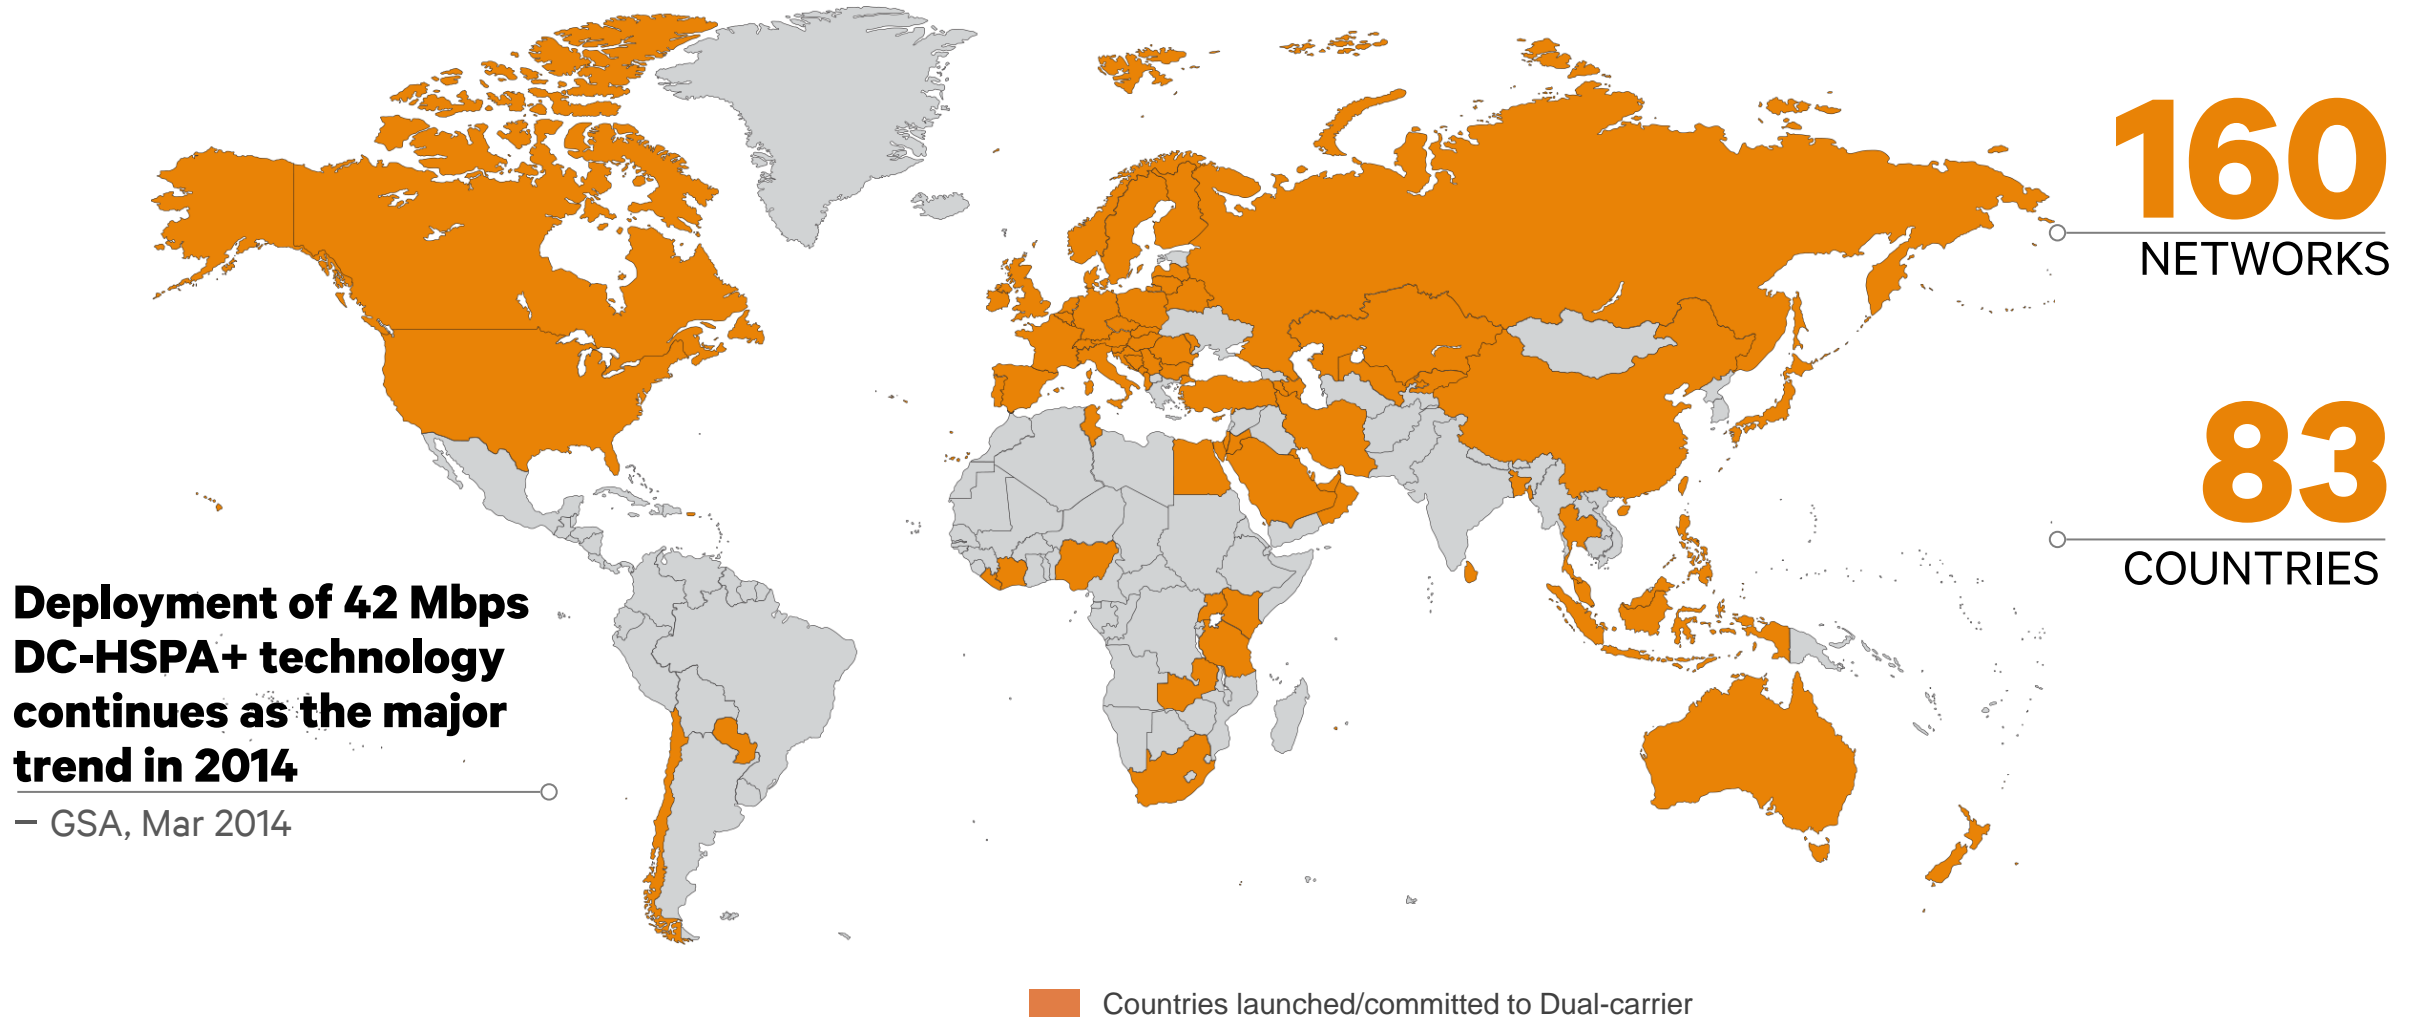 160
NETWORKS
83
COUNTRIES
Deployment of 42 Mbps
DC-HSPA+ technology
continues as the major
trend in 2014
– GSA, Mar 2014
Countries launched/committed to Dual-carrier